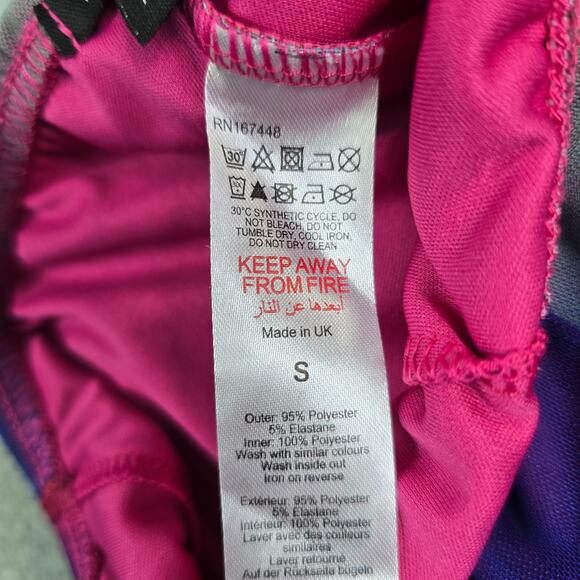 RN167448
30
30
30°C SYNTHETIC CYCLE, DO
NOT BLEACH, DO NOT
TUMBLE DRY, COOL IRON,
DO NOT DRY CLEAN
KEEP AWAY
FROM FIRE
أبعدها عن النار
Made in UK
S
Outer: 95% Polyester
5% Elastane
Inner: 100% Polyester
Wash with similar colours
Wash inside out
Iron on reverse
Extérieur: 95% Polyester
5% Elastane
Intérieur: 100% Polyester
Laver avec des couleurs
similaires
Laver retourné
Auf der Rückseite bügeln